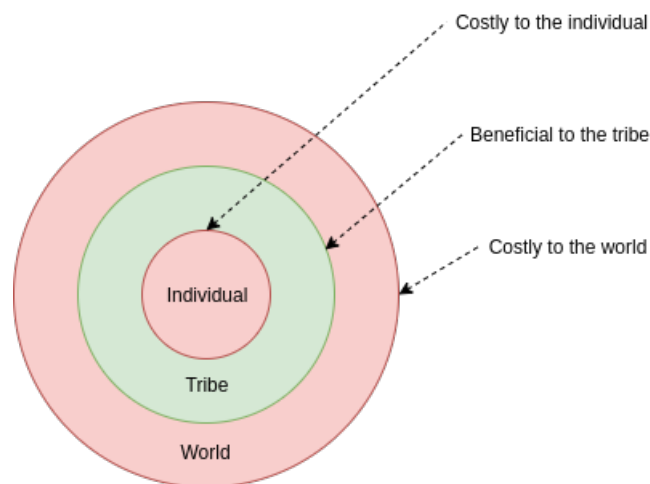 Costly to the individual
Beneficial to the tribe
Costly to the world
Individual
Tribe
World